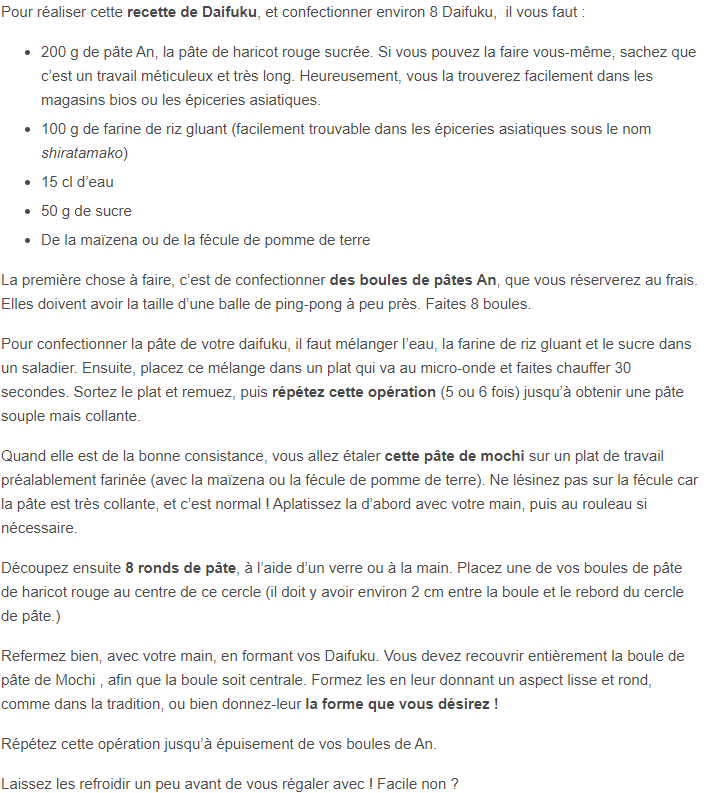 Pour réaliser cette recette de Daifuku, et confectionner environ 8 Daifuku,  il vous faut :
• 200 g de pâte An, la pâte de haricot rouge sucrée. Si vous pouvez la faire vous-même, sachez que
c’est un travail méticuleux et très long. Heureusement, vous la trouverez facilement dans les
magasins bios ou les épiceries asiatiques.
• 100 g de farine de riz gluant (facilement trouvable dans les épiceries asiatiques sous le nom
shiratamako)
• 15 cl d’eau
• 50 g de sucre
• De la maïzena ou de la fécule de pomme de terre
La première chose à faire, c’est de confectionner des boules de pâtes An, que vous réserverez au frais.
Elles doivent avoir la taille d’une balle de ping-pong à peu près. Faites 8 boules.
Pour confectionner la pâte de votre daifuku, il faut mélanger l’eau, la farine de riz gluant et le sucre dans
un saladier. Ensuite, placez ce mélange dans un plat qui va au micro-onde et faites chauffer 30
secondes. Sortez le plat et remuez, puis répétez cette opération (5 ou 6 fois) jusqu’à obtenir une pâte
souple mais collante.
Quand elle est de la bonne consistance, vous allez étaler cette pâte de mochi sur un plat de travail
préalablement farinée (avec la maïzena ou la fécule de pomme de terre). Ne lésinez pas sur la fécule car
la pâte est très collante, et c’est normal ! Aplatissez la d’abord avec votre main, puis au rouleau si
nécessaire.
Découpez ensuite 8 ronds de pâte, à l’aide d’un verre ou à la main. Placez une de vos boules de pâte
de haricot rouge au centre de ce cercle (il doit y avoir environ 2 cm entre la boule et le rebord du cercle
de pâte.)
Refermez bien, avec votre main, en formant vos Daifuku. Vous devez recouvrir entièrement la boule de
pâte de Mochi , afin que la boule soit centrale. Formez les en leur donnant un aspect lisse et rond,
comme dans la tradition, ou bien donnez-leur la forme que vous désirez !
Répétez cette opération jusqu’à épuisement de vos boules de An.
Laissez les refroidir un peu avant de vous régaler avec ! Facile non ?